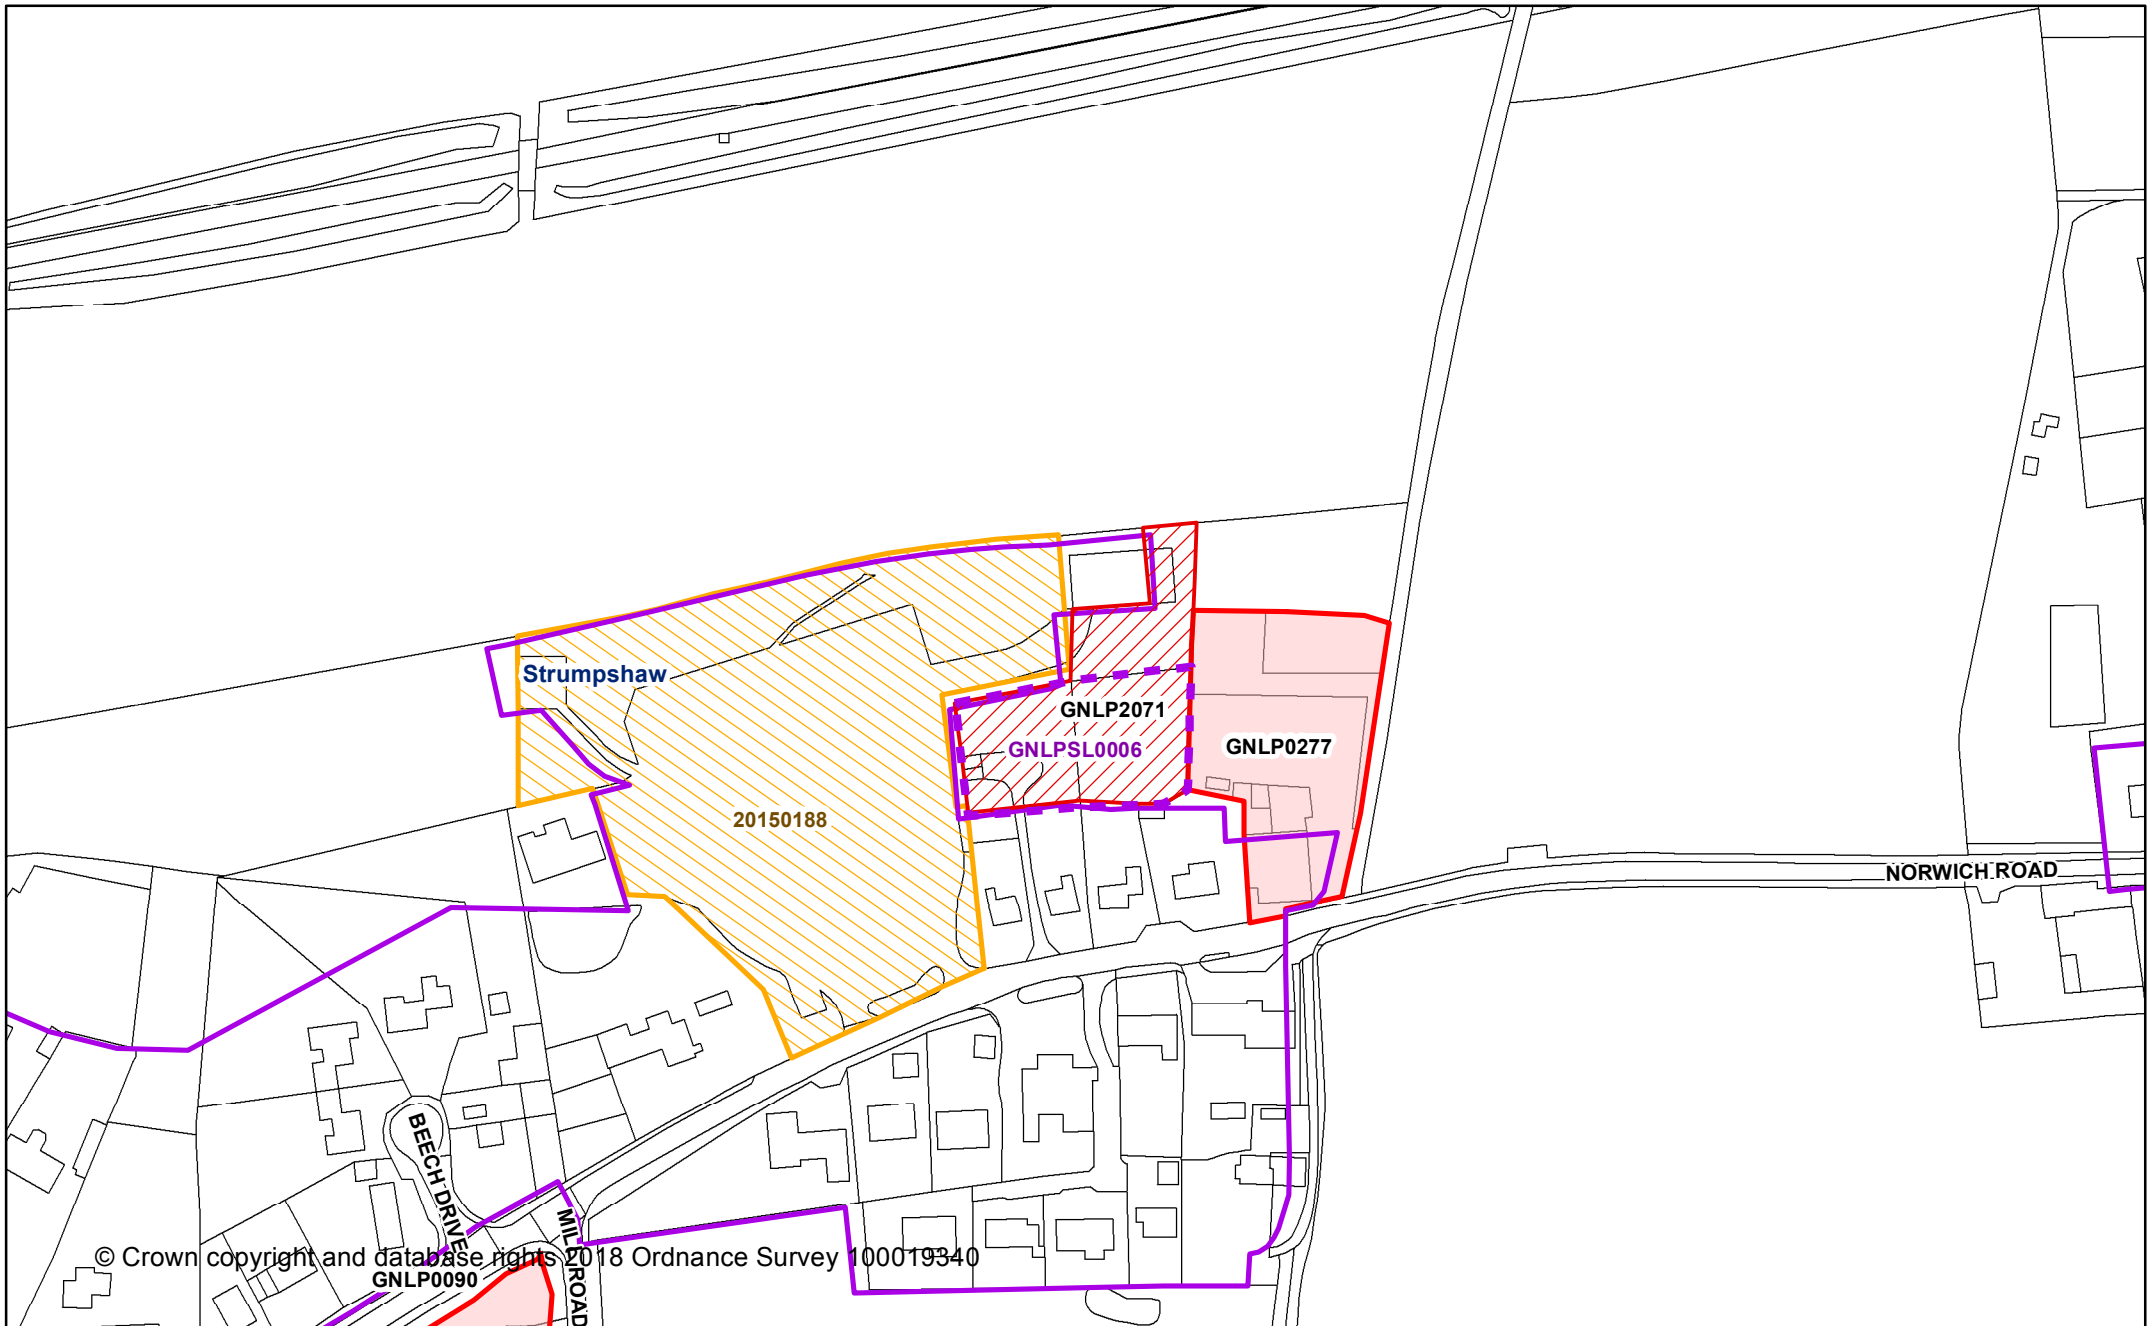 Strumpshaw
GNLP2071
GNLPSL0006
GNLP0277
20150188
NORWICH ROAD
BEECH DRIVE
MILL ROAD
© Crown copyright and database rights 2018 Ordnance Survey 100019340
GNLP0090